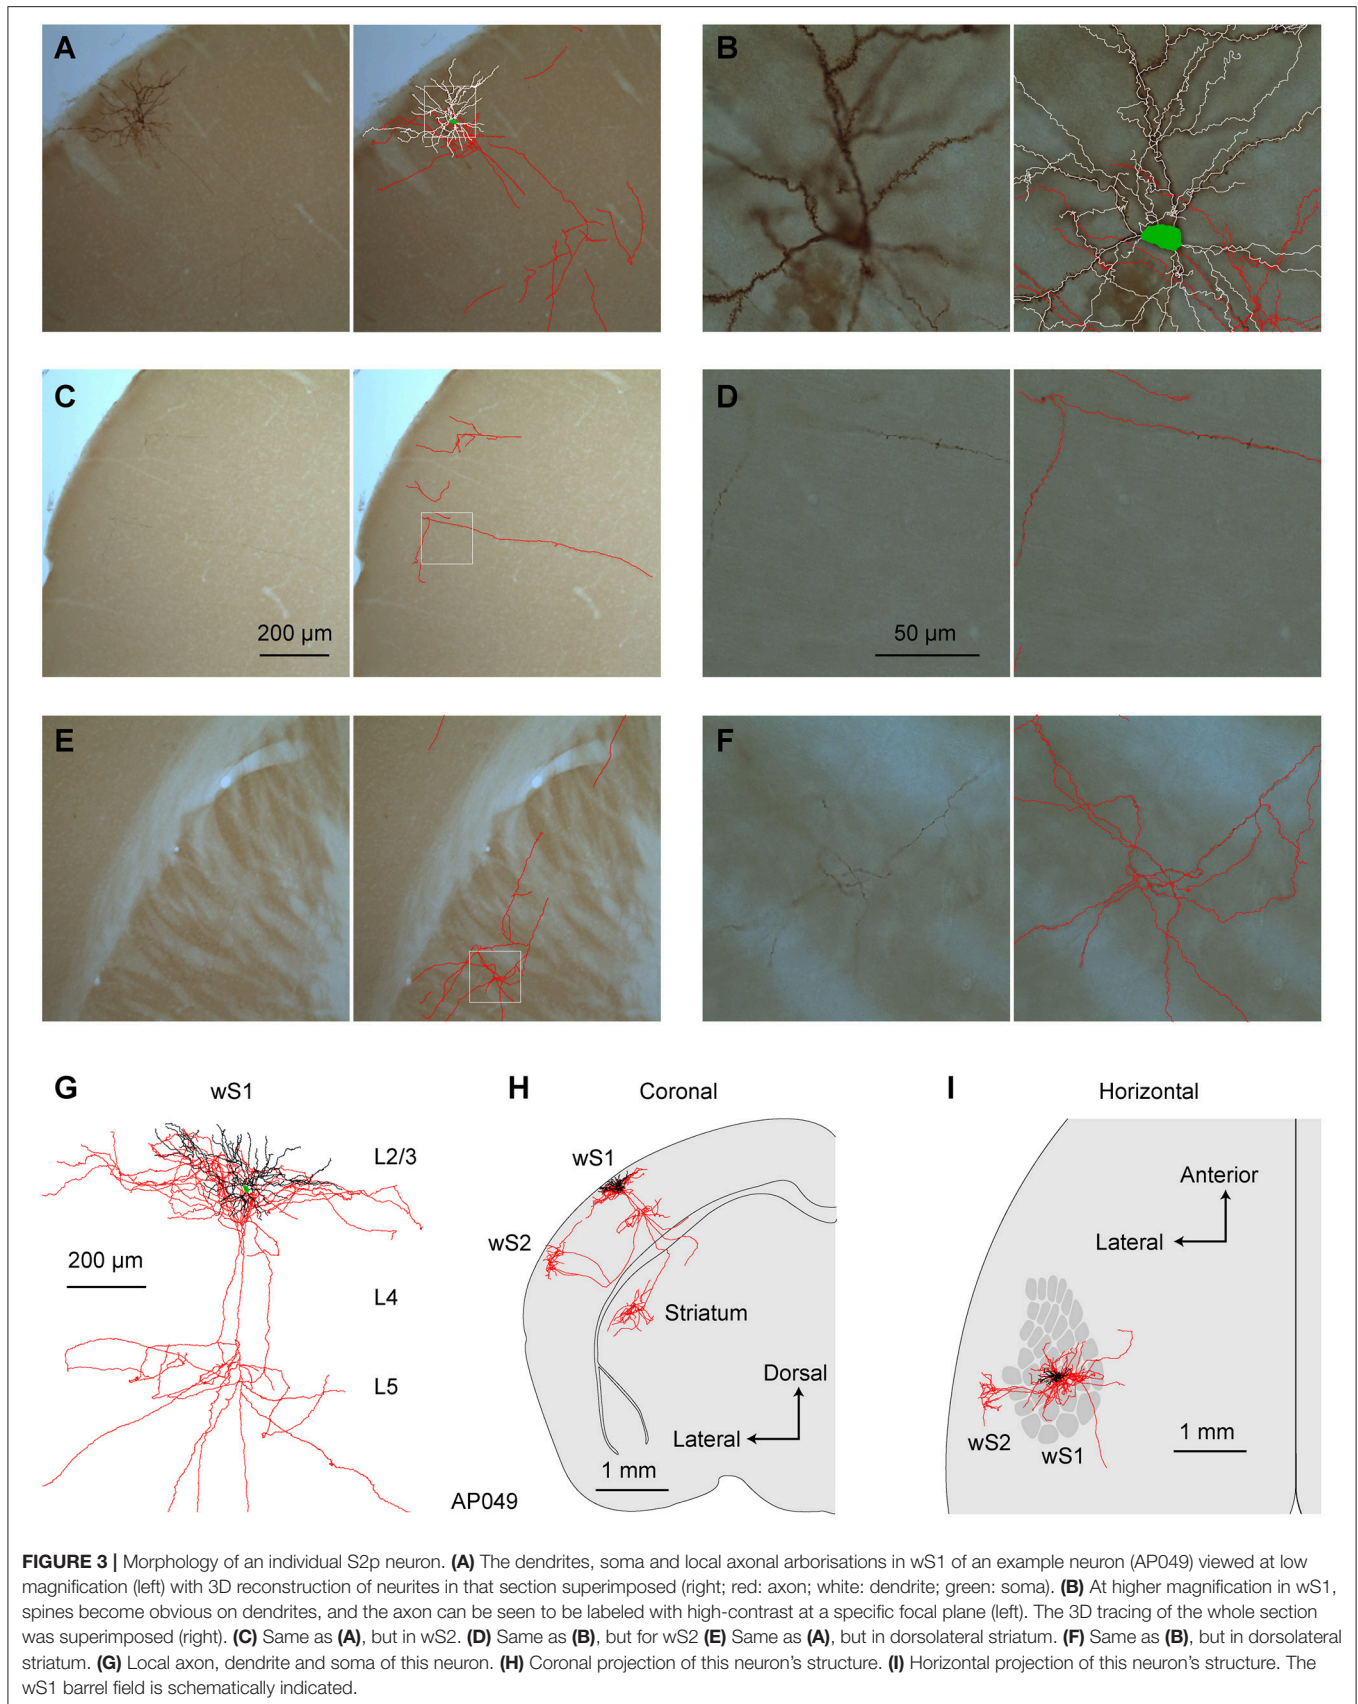 A
B
C
200 µm
D
50 µm
E
F
G
wS1
L2/3
200 µm
L4
L5
AP049
H
Coronal
wS1
wS2
Striatum
Dorsal
Lateral
1 mm
I
Horizontal
Anterior
Lateral
wS2
wS1
1 mm
FIGURE 3 | Morphology of an individual S2p neuron. (A) The dendrites, soma and local axonal arborisations in wS1 of an example neuron (AP049) viewed at low
magnification (left) with 3D reconstruction of neurites in that section superimposed (right; red: axon; white: dendrite; green: soma). (B) At higher magnification in wS1,
spines become obvious on dendrites, and the axon can be seen to be labeled with high-contrast at a specific focal plane (left). The 3D tracing of the whole section
was superimposed (right). (C) Same as (A), but in wS2. (D) Same as (B), but for wS2 (E) Same as (A), but in dorsolateral striatum. (F) Same as (B), but in dorsolateral
striatum. (G) Local axon, dendrite and soma of this neuron. (H) Coronal projection of this neuron's structure. (I) Horizontal projection of this neuron's structure. The
wS1 barrel field is schematically indicated.